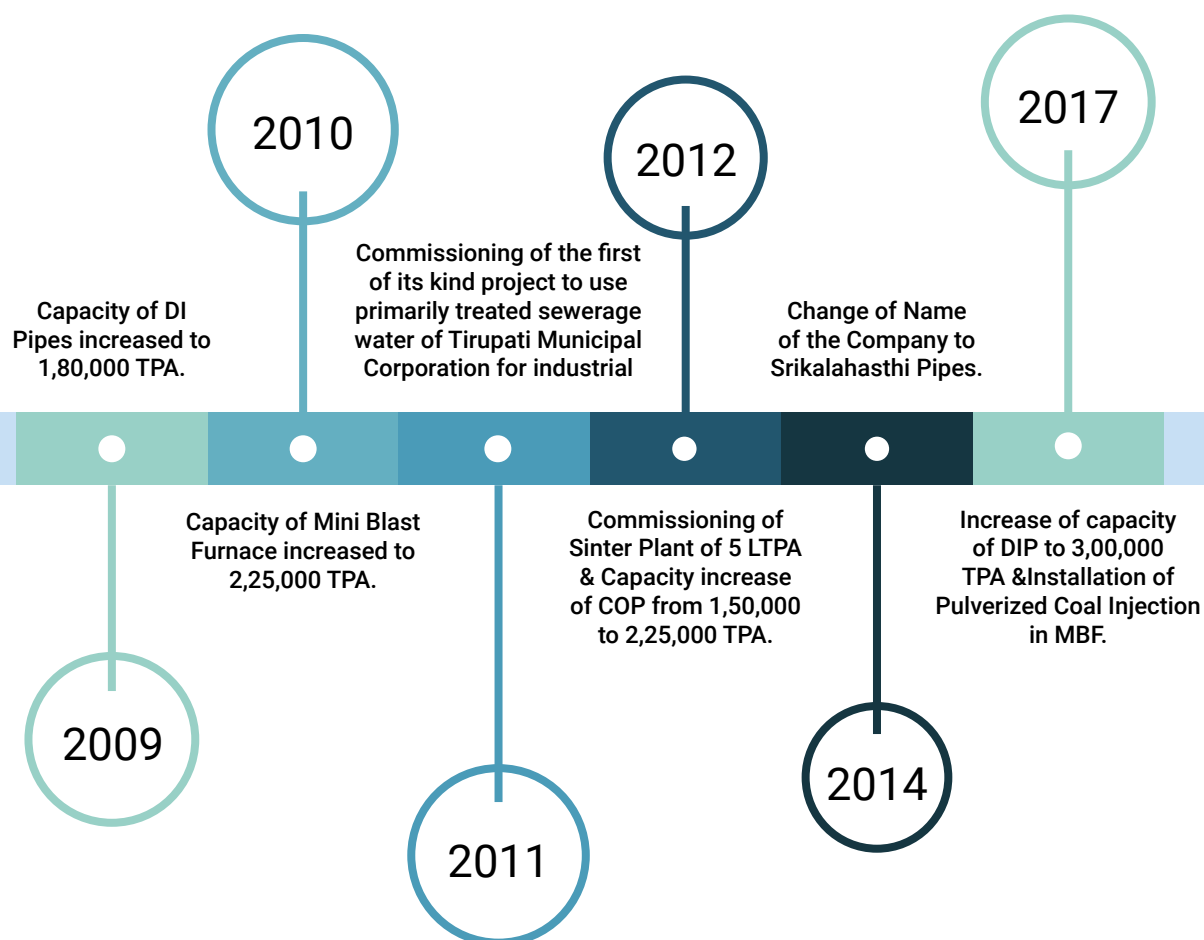 2009
Capacity of DI
Pipes increased to
1,80,000 TPA.
2010
Capacity of Mini Blast
Furnace increased to
2,25,000 TPA.
2011
Commissioning of the first
of its kind project to use
primarily treated sewerage
water of Tirupati Municipal
Corporation for industrial
2012
Commissioning of
Sinter Plant of 5 LTPA
& Capacity increase
of COP from 1,50,000
to 2,25,000 TPA.
2014
Change of Name
of the Company to
Srikalahasthi Pipes.
2017
Increase of capacity
of DIP to 3,00,000
TPA &Installation of
Pulverized Coal Injection
in MBF.